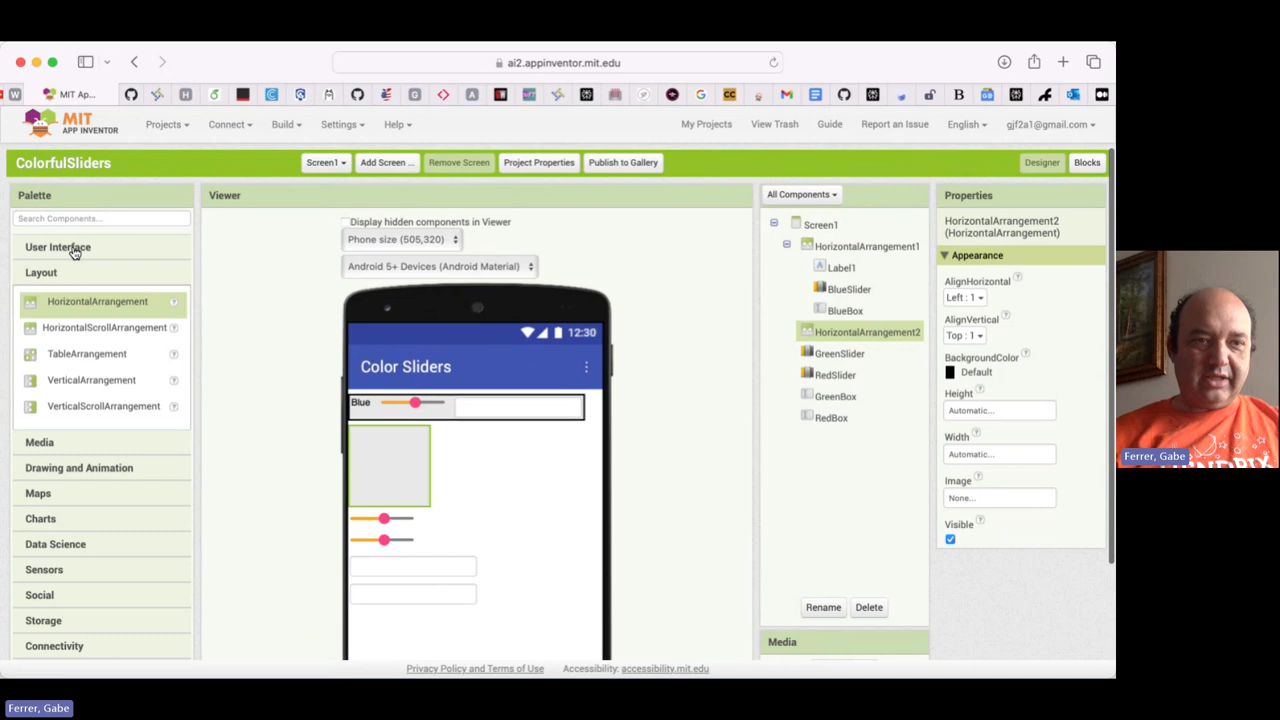 ai2.appinventor.mit.edu
MIT Ap...
MIT
APP INVENTOR
Projects
Connect
Build
Settings
Help
My Projects
View Trash
Guide
Report an Issue
English
gjf2a1@gmail.com
ColorfulSliders
Screen1
Add Screen ...
Remove Screen
Project Properties
Publish to Gallery
Designer
Blocks
Palette
Search Components...
User Interface
Layout
HorizontalArrangement
HorizontalScrollArrangement
TableArrangement
VerticalArrangement
VerticalScrollArrangement
Media
Drawing and Animation
Maps
Charts
Data Science
Sensors
Social
Storage
Connectivity
Viewer
Display hidden components in Viewer
Phone size (505,320)
Android 5+ Devices (Android Material)
12:30
Color Sliders
Blue
All Components
Screen1
HorizontalArrangement1
Label1
BlueSlider
BlueBox
HorizontalArrangement2
GreenSlider
RedSlider
GreenBox
RedBox
Rename
Delete
Media
Properties
HorizontalArrangement2
(HorizontalArrangement)
Appearance
AlignHorizontal
Left : 1
AlignVertical
Top : 1
BackgroundColor
Default
Height
Automatic...
Width
Automatic...
Image
None...
Visible
Privacy Policy and Terms of Use
Accessibility: accessibility.mit.edu
Ferrer, Gabe
Ferrer, Gabe